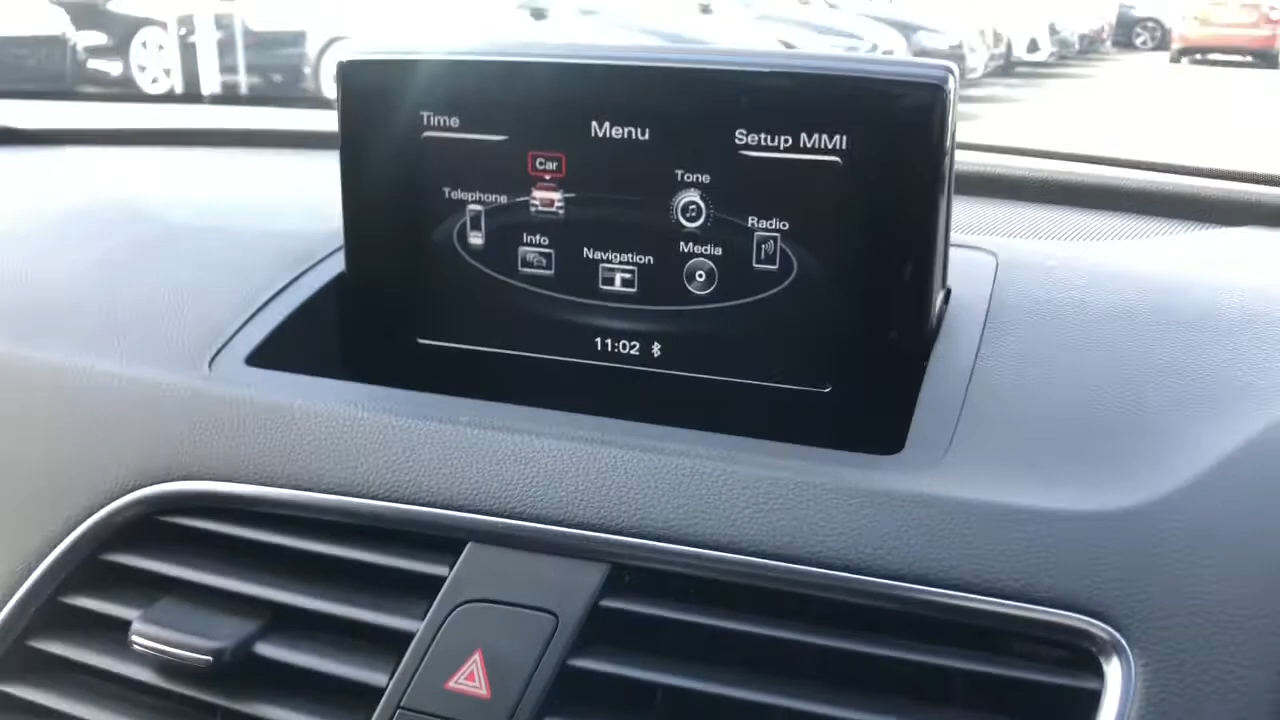 Time
Menu
Setup MMI
Car
Tone
Telephone
Radio
Info
Navigation
Media
11:02